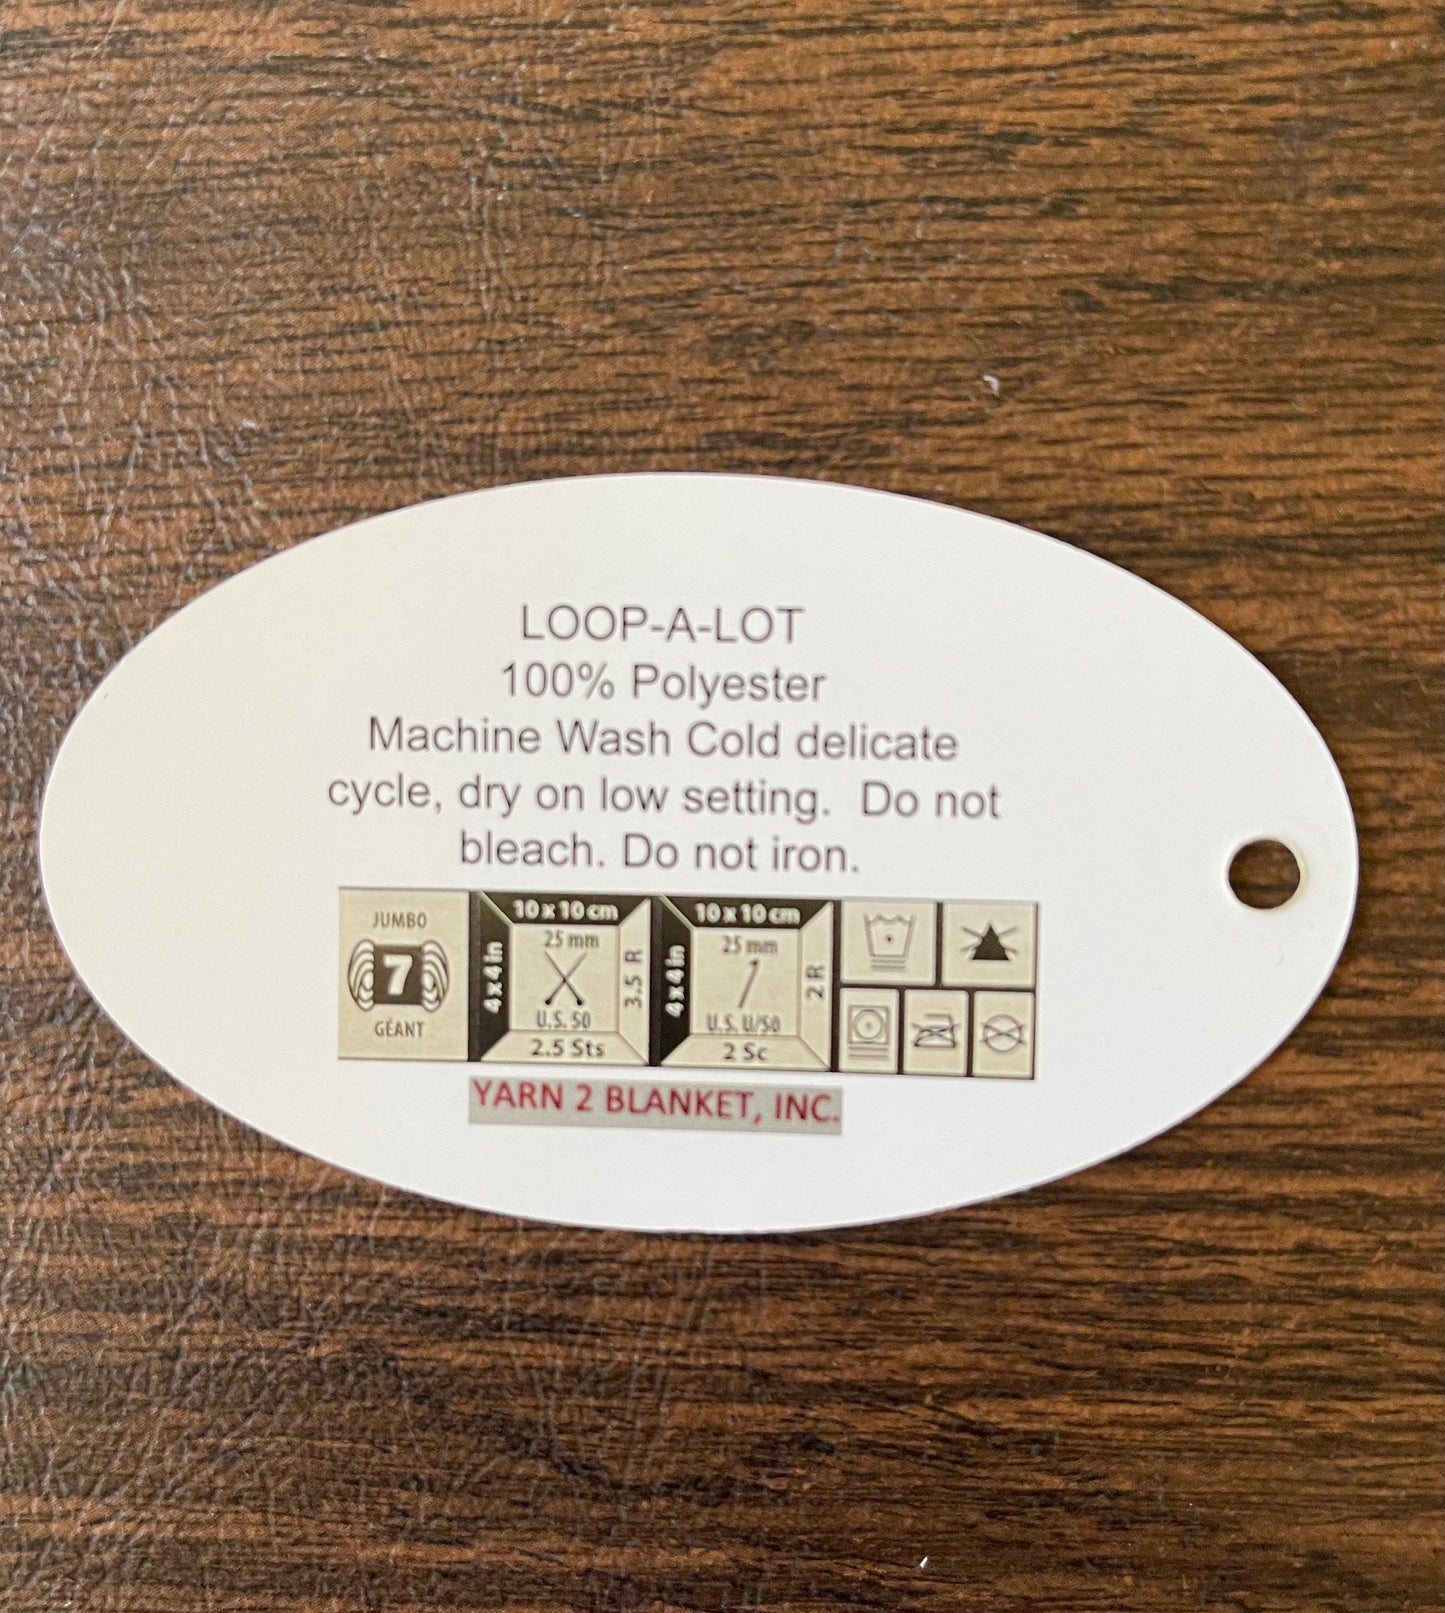 LOOP-A-LOT
100% Polyester
Machine Wash Cold delicate
cycle, dry on low setting. Do not
bleach. Do not iron.
JUMBO
7
GÉANT
10 x 10 cm
4 x 4 in
25 mm
3.5 R
U.S. 50
2.5 Sts
10 x 10 cm
4 x 4 in
25 mm
2 R
U.S. U/50
2 Sc
YARN 2 BLANKET, INC.